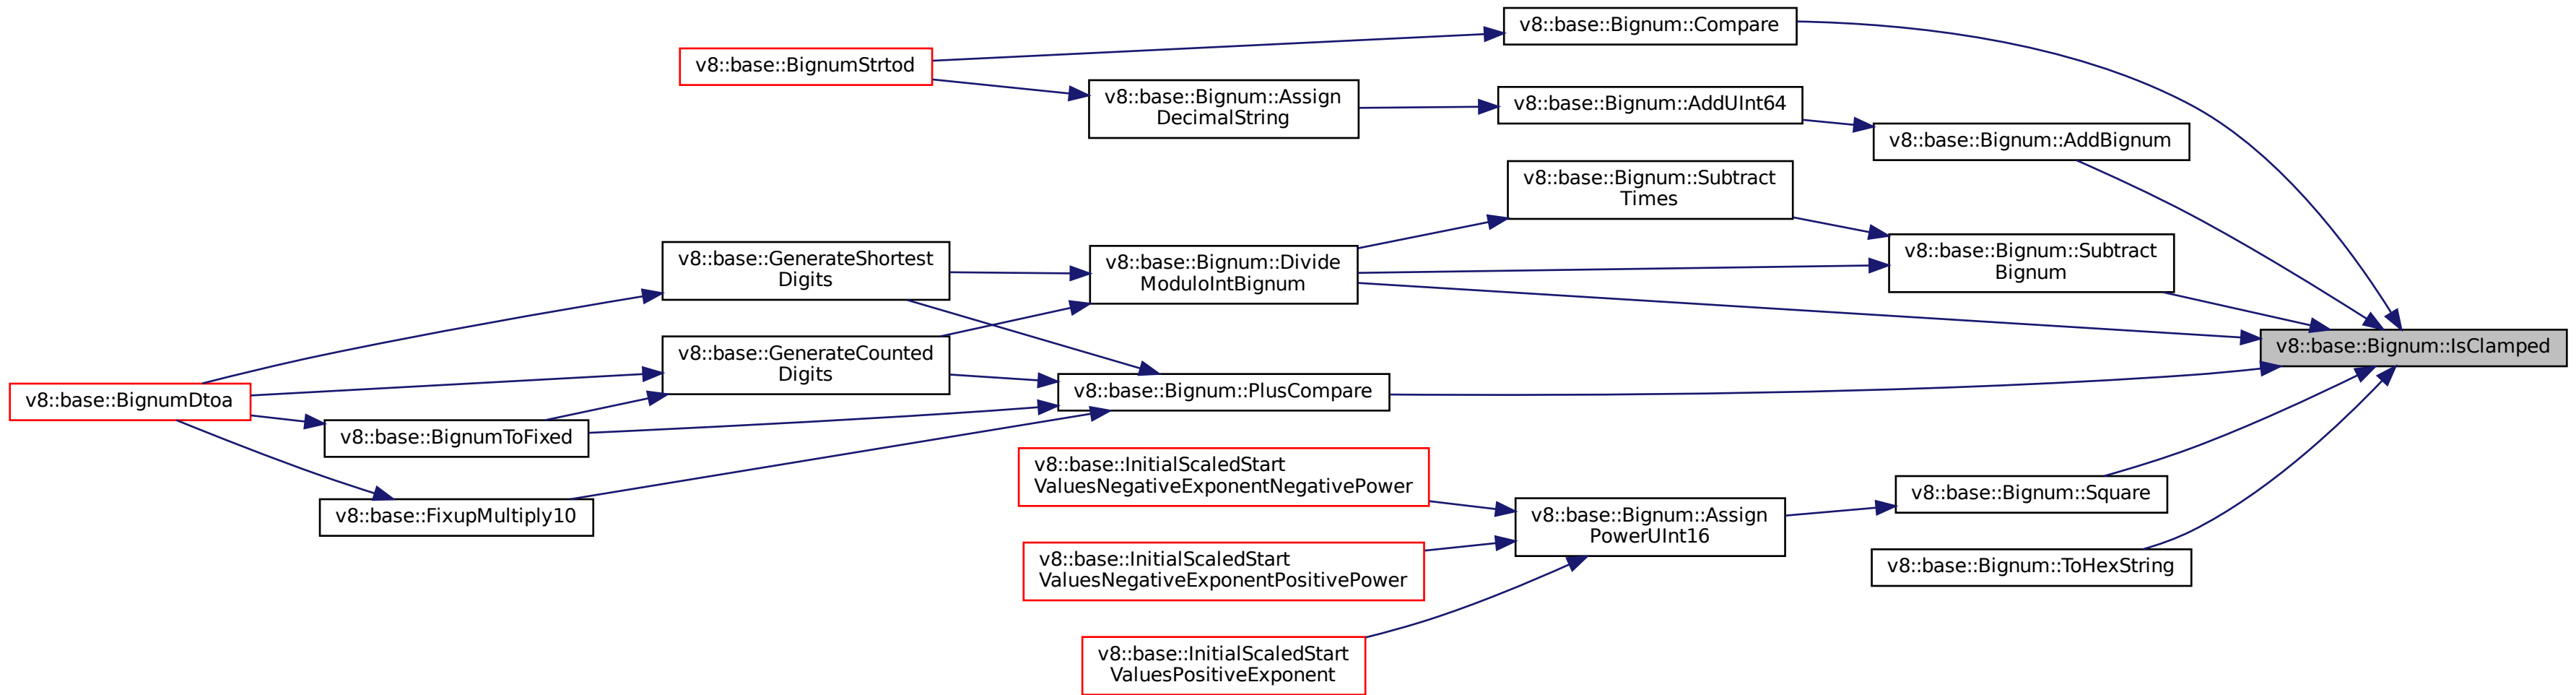 v8::base::Bignum::Compare
v8::base::BignumStrtod
v8::base::Bignum::Assign
DecimalString
v8::base::Bignum::AddUInt64
v8::base::Bignum::AddBignum
v8::base::Bignum::Subtract
Times
v8::base::GenerateShortest
Digits
v8::base::Bignum::Divide
ModuloIntBignum
v8::base::Bignum::Subtract
Bignum
v8::base::GenerateCounted
Digits
v8::base::Bignum::IsClamped
v8::base::BignumDtoa
v8::base::Bignum::PlusCompare
v8::base::BignumToFixed
v8::base::InitialScaledStart
ValuesNegativeExponentNegativePower
v8::base::FixupMultiply10
v8::base::Bignum::Assign
PowerUInt16
v8::base::Bignum::Square
v8::base::InitialScaledStart
ValuesNegativeExponentPositivePower
v8::base::Bignum::ToHexString
v8::base::InitialScaledStart
ValuesPositiveExponent